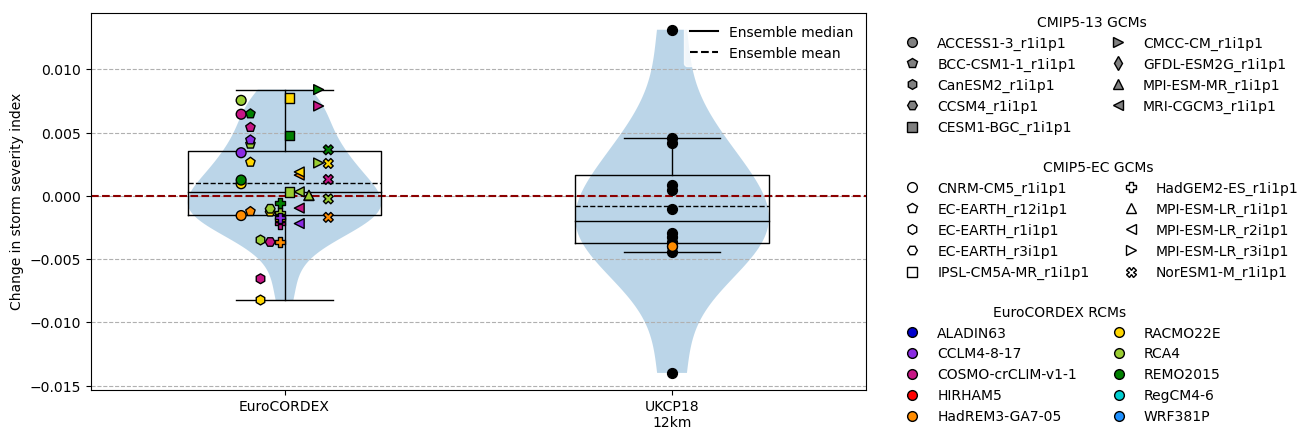 Change in storm severity index
0.010
0.005
0.000
−0.005
−0.010
−0.015
EuroCORDEX
UKCP18
12km
Ensemble median
Ensemble mean
CMIP5-13 GCMs
ACCESS1-3_r1i1p1
BCC-CSM1-1_r1i1p1
CanESM2_r1i1p1
CCSM4_r1i1p1
CESM1-BGC_r1i1p1
CMCC-CM_r1i1p1
GFDL-ESM2G_r1i1p1
MPI-ESM-MR_r1i1p1
MRI-CGCM3_r1i1p1
CMIP5-EC GCMs
CNRM-CM5_r1i1p1
EC-EARTH_r12i1p1
EC-EARTH_r1i1p1
EC-EARTH_r3i1p1
IPSL-CM5A-MR_r1i1p1
HadGEM2-ES_r1i1p1
MPI-ESM-LR_r1i1p1
MPI-ESM-LR_r2i1p1
MPI-ESM-LR_r3i1p1
NorESM1-M_r1i1p1
EuroCORDEX RCMs
ALADIN63
CCLM4-8-17
COSMO-crCLIM-v1-1
HIRHAM5
HadREM3-GA7-05
RACMO22E
RCA4
REMO2015
RegCM4-6
WRF381P